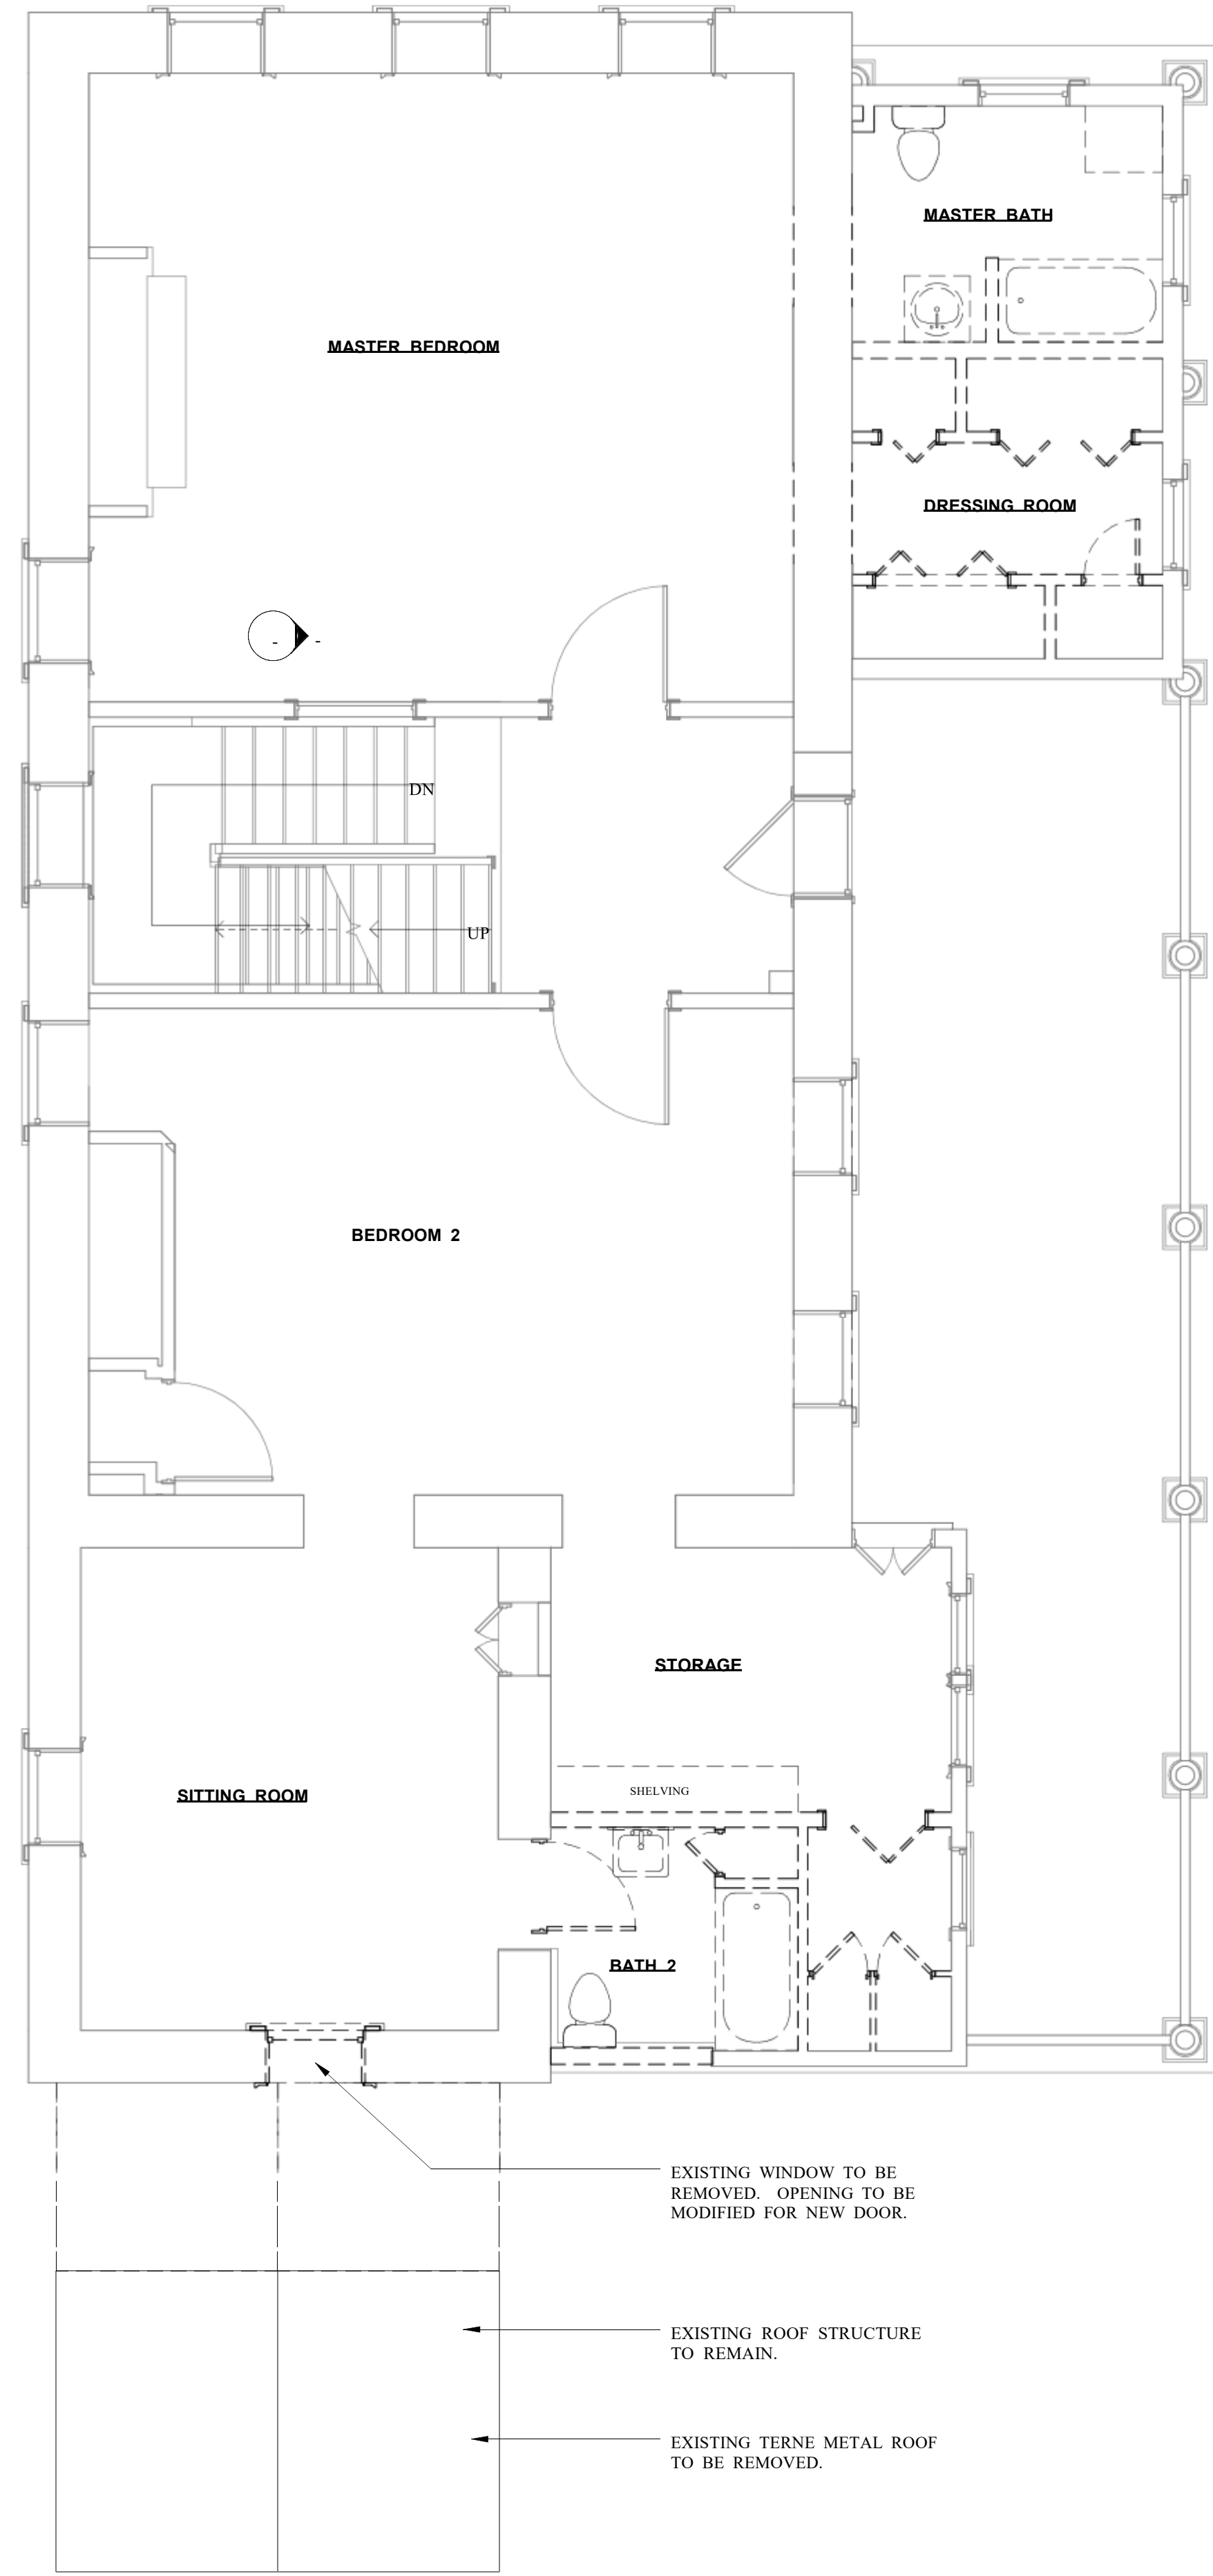 MASTER BATH
MASTER BEDROOM
DRESSING ROOM
- -
DN
UP
BEDROOM 2
STORAGE
SHELVING
SITTING ROOM
BATH 2
EXISTING WINDOW TO BE
REMOVED. OPENING TO BE
MODIFIED FOR NEW DOOR.
EXISTING ROOF STRUCTURE
TO REMAIN.
EXISTING TERNE METAL ROOF
TO BE REMOVED.